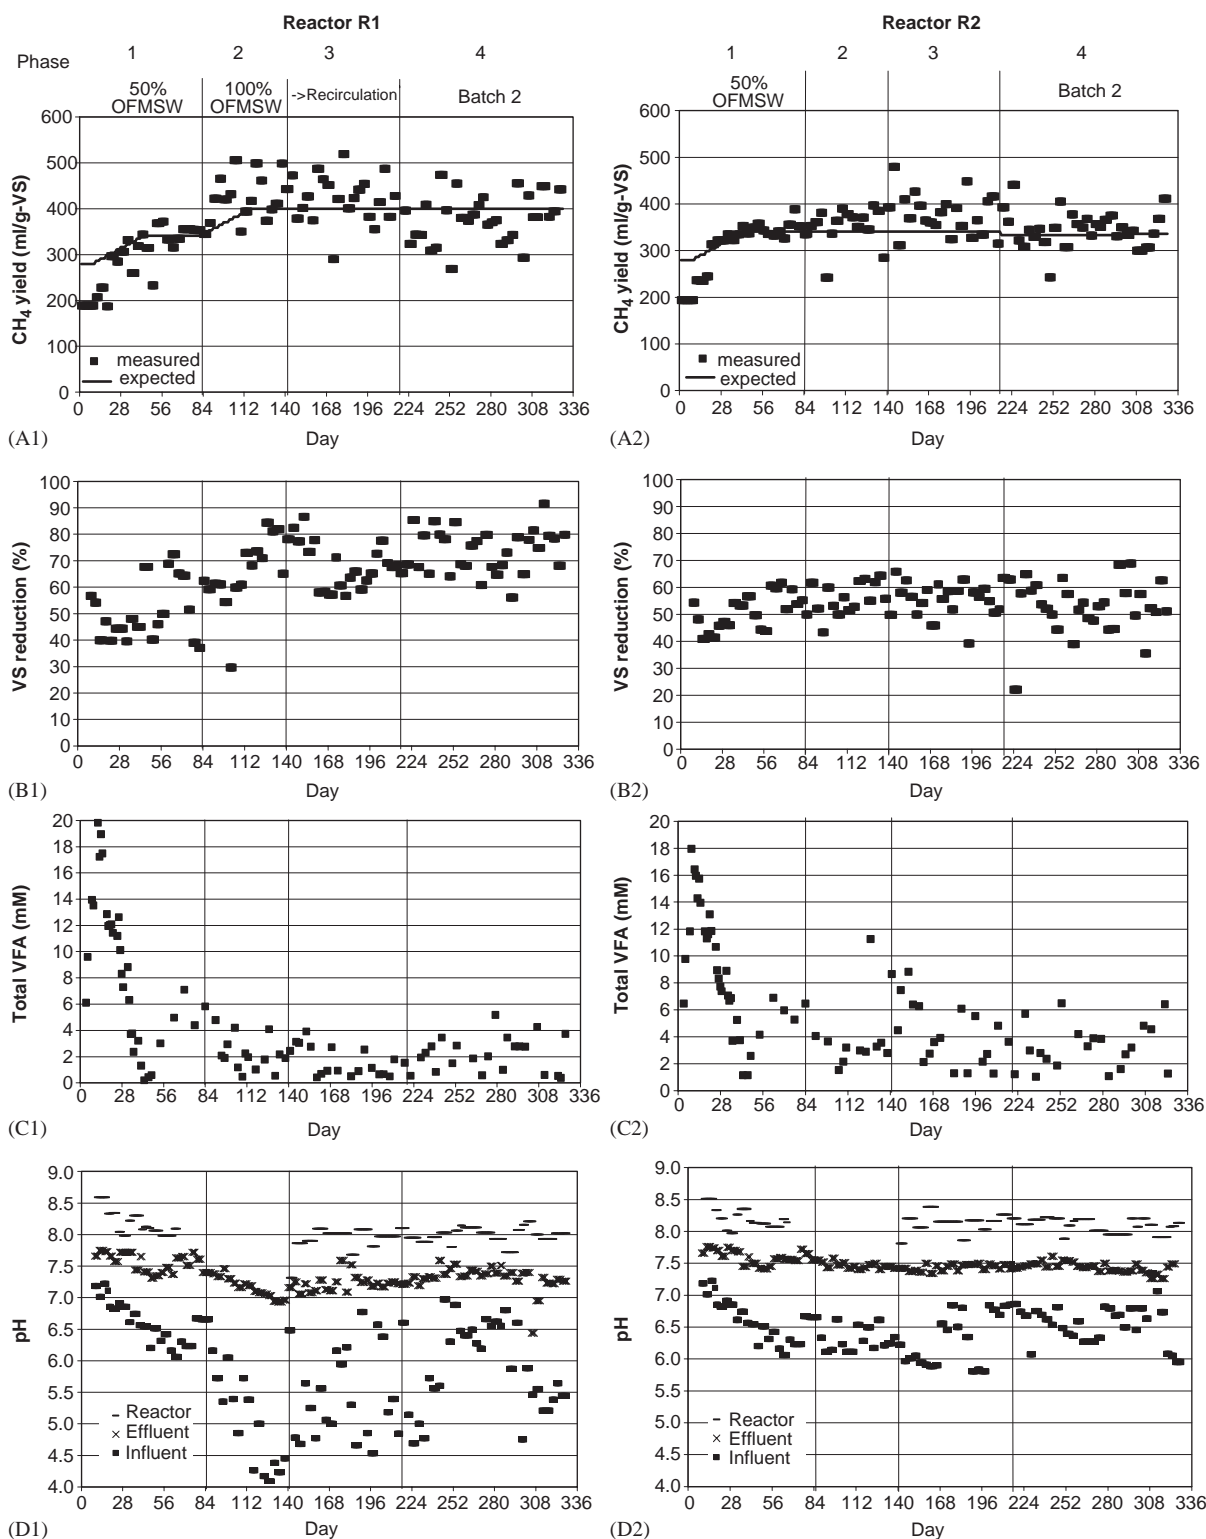 Reactor R1
Reactor R2
Phase 1 2 3 4
1 2 3 4
50% OFMSW
100% OFMSW
->Recirculation
Batch 2
50% OFMSW
Batch 2
CH4 yield (ml/g-VS)
600
500
400
300
200
100
0
measured
expected
0 28 56 84 112 140 168 196 224 252 280 308 336
(A1)
Day
CH4 yield (ml/g-VS)
600
500
400
300
200
100
0
measured
expected
0 28 56 84 112 140 168 196 224 252 280 308 336
(A2)
Day
VS reduction (%)
100
90
80
70
60
50
40
30
20
10
0
0 28 56 84 112 140 168 196 224 252 280 308 336
(B1)
Day
VS reduction (%)
100
90
80
70
60
50
40
30
20
10
0
0 28 56 84 112 140 168 196 224 252 280 308 336
(B2)
Day
Total VFA (mM)
20
18
16
14
12
10
8
6
4
2
0
0 28 56 84 112 140 168 196 224 252 280 308 336
(C1)
Day
Total VFA (mM)
20
18
16
14
12
10
8
6
4
2
0
0 28 56 84 112 140 168 196 224 252 280 308 336
(C2)
Day
pH
9.0
8.5
8.0
7.5
7.0
6.5
6.0
5.5
5.0
4.5
4.0
Reactor
Effluent
Influent
0 28 56 84 112 140 168 196 224 252 280 308 336
(D1)
Day
pH
9.0
8.5
8.0
7.5
7.0
6.5
6.0
5.5
5.0
4.5
4.0
Reactor
Effluent
Influent
0 28 56 84 112 140 168 196 224 252 280 308 336
(D2)
Day